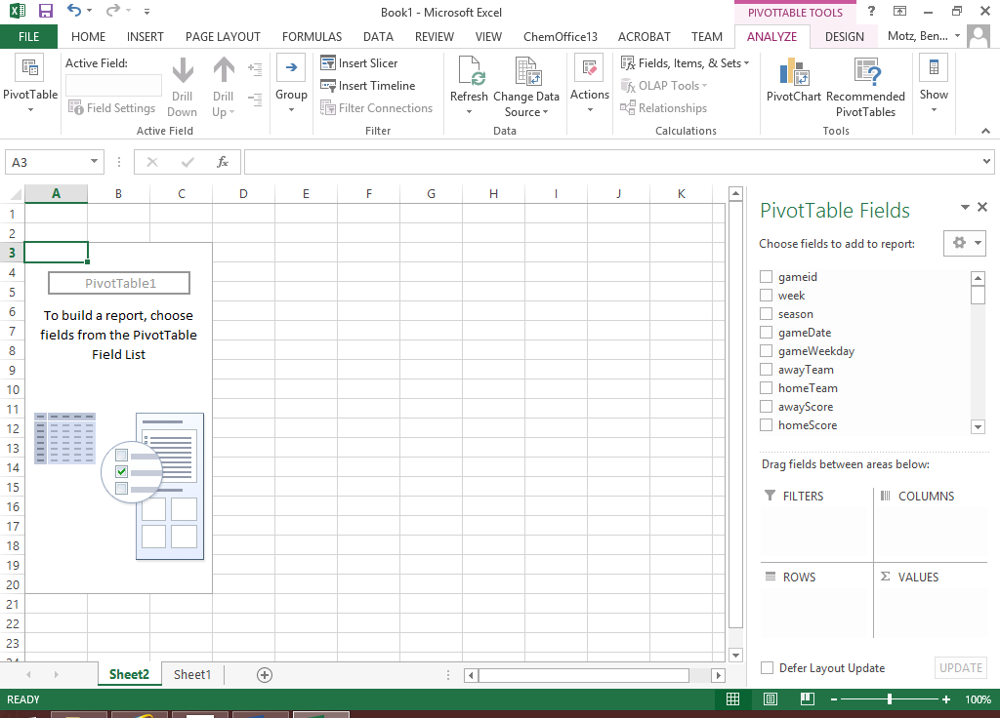 Book1 - Microsoft Excel
PIVOTTABLE TOOLS
FILE HOME INSERT PAGE LAYOUT FORMULAS DATA REVIEW VIEW ChemOffice13 ACROBAT TEAM ANALYZE DESIGN Motz, Ben...
PivotTable
Active Field:
Field Settings
Drill Down
Drill Up
Active Field
Group
Insert Slicer
Insert Timeline
Filter Connections
Filter
Refresh
Change Data Source
Data
Actions
Fields, Items, & Sets
OLAP Tools
Relationships
Calculations
PivotChart
Recommended PivotTables
Tools
Show
A3
fx
A B C D E F G H I J K
1
2
3
4
5
6
7
8
9
10
11
12
13
14
15
16
17
18
19
20
21
22
23
24
PivotTable1
To build a report, choose
fields from the PivotTable
Field List
PivotTable Fields
Choose fields to add to report:
gameid
week
season
gameDate
gameWeekday
awayTeam
homeTeam
awayScore
homeScore
Drag fields between areas below:
FILTERS
COLUMNS
ROWS
Σ VALUES
Defer Layout Update
UPDATE
Sheet2 Sheet1
READY
100%